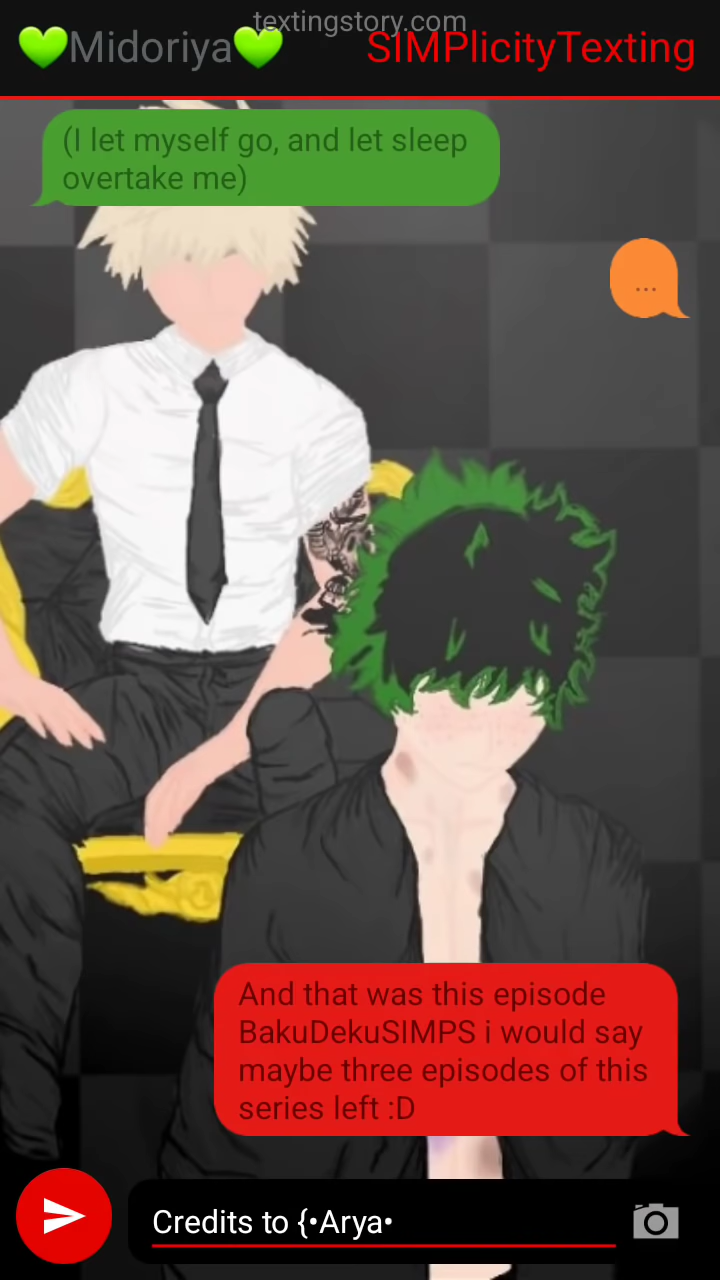 textingstory.com
💚Midoriya💚 SIMPlicityTexting
(I let myself go, and let sleep
overtake me)
...
And that was this episode
BakuDekuSIMPS i would say
maybe three episodes of this
series left :D
Credits to {•Arya•